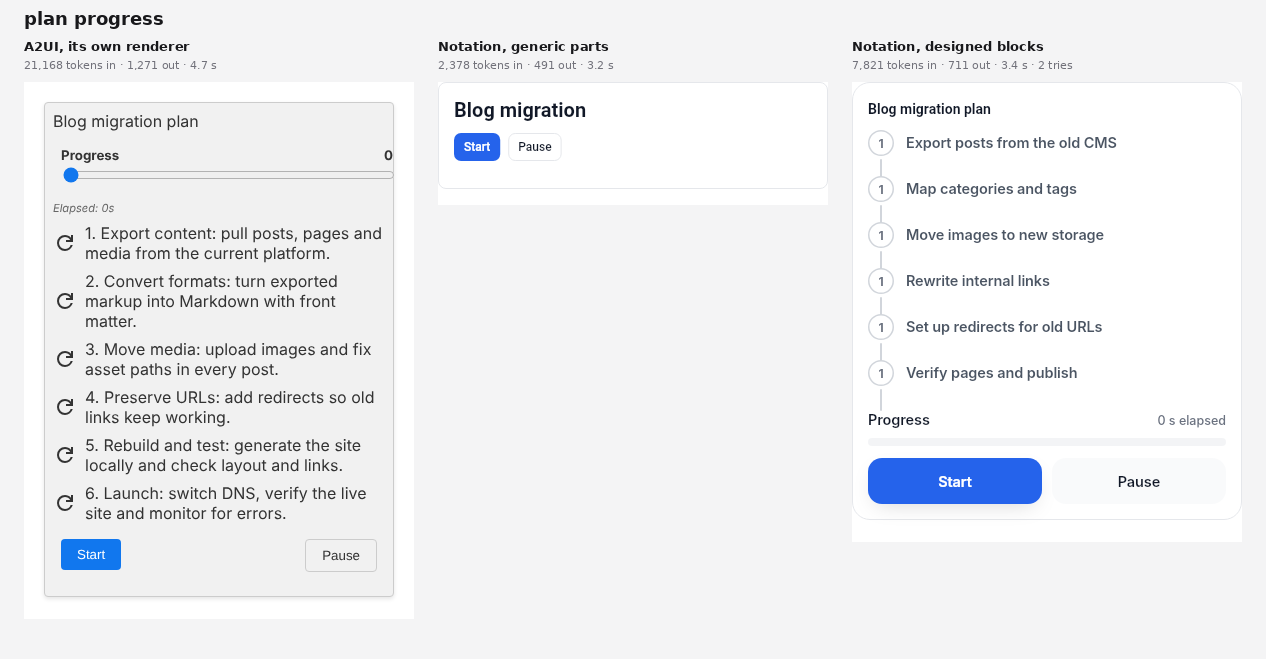 plan progress
A2UI, its own renderer
21,168 tokens in · 1,271 out · 4.7 s
Blog migration plan
Progress 0
Elapsed: 0s
1. Export content: pull posts, pages and
media from the current platform.
2. Convert formats: turn exported
markup into Markdown with front
matter.
3. Move media: upload images and fix
asset paths in every post.
4. Preserve URLs: add redirects so old
links keep working.
5. Rebuild and test: generate the site
locally and check layout and links.
6. Launch: switch DNS, verify the live
site and monitor for errors.
Start Pause
Notation, generic parts
2,378 tokens in · 491 out · 3.2 s
Blog migration
Start Pause
Notation, designed blocks
7,821 tokens in · 711 out · 3.4 s · 2 tries
Blog migration plan
1 Export posts from the old CMS
1 Map categories and tags
1 Move images to new storage
1 Rewrite internal links
1 Set up redirects for old URLs
1 Verify pages and publish
Progress 0 s elapsed
Start Pause